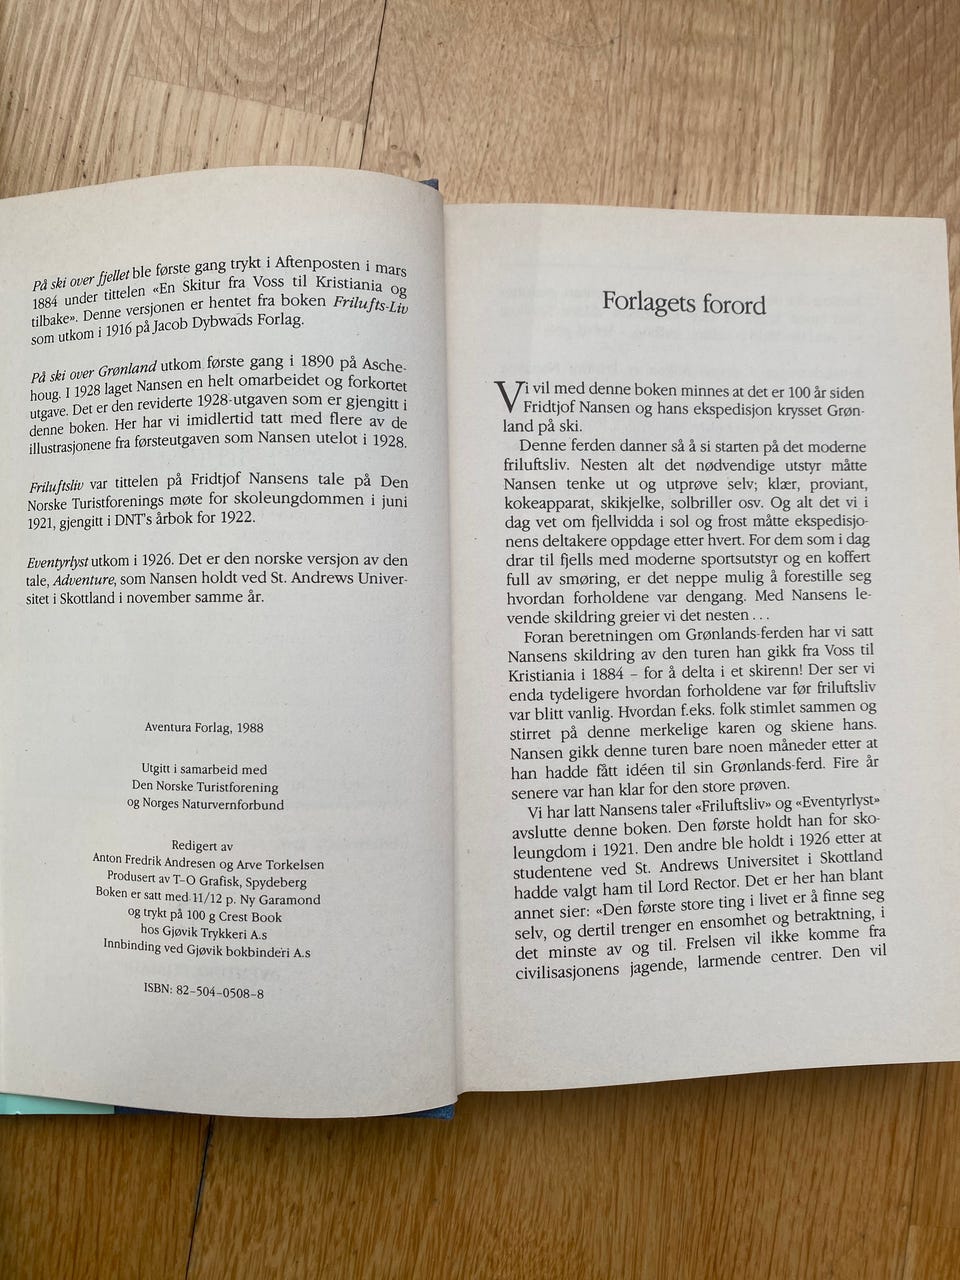 På ski over fjellet ble første gang trykt i Aftenposten i mars
1884 under tittelen «En Skitur fra Voss til Kristiania og
tilbake». Denne versjonen er hentet fra boken Frilufts-Liv
som utkom i 1916 på Jacob Dybwads Forlag.
På ski over Grønland utkom første gang i 1890 på Asche-
houg. I 1928 laget Nansen en helt omarbeidet og forkortet
utgave. Det er den reviderte 1928-utgaven som er gjengitt i
denne boken. Her har vi imidlertid tatt med flere av de
illustrasjonene fra førsteutgaven som Nansen utelot i 1928.
Friluftsliv var tittelen på Fridtjof Nansens tale på Den
Norske Turistforenings møte for skoleungdommen i juni
1921, gjengitt i DNT's årbok for 1922.
Eventyrlyst utkom i 1926. Det er den norske versjon av den
tale, Adventure, som Nansen holdt ved St. Andrews Univer-
sitet i Skottland i november samme år.
Aventura Forlag, 1988
Utgitt i samarbeid med
Den Norske Turistforening
og Norges Naturvernforbund
Redigert av
Anton Fredrik Andresen og Arve Torkelsen
Produsert av T-O Grafisk, Spydeberg
Boken er satt med 11/12 p. Ny Garamond
og trykt på 100 g Crest Book
hos Gjøvik Trykkeri A.s
Innbinding ved Gjøvik bokbinderi A.s
ISBN: 82-504-0508-8
Forlagets forord
Vi vil med denne boken minnes at det er 100 år siden
Fridtjof Nansen og hans ekspedisjon krysset Grøn-
land på ski.
Denne ferden danner så å si starten på det moderne
friluftsliv. Nesten alt det nødvendige utstyr måtte
Nansen tenke ut og utprøve selv; klær, proviant,
kokeapparat, skikjelke, solbriller osv. Og alt det vi i
dag vet om fjellvidda i sol og frost måtte ekspedisjo-
nens deltakere oppdage etter hvert. For dem som i dag
drar til fjells med moderne sportsutstyr og en koffert
full av smøring, er det neppe mulig å forestille seg
hvordan forholdene var dengang. Med Nansens le-
vende skildring greier vi det nesten . . .
Foran beretningen om Grønlands-ferden har vi satt
Nansens skildring av den turen han gikk fra Voss til
Kristiania i 1884 – for å delta i et skirenn! Der ser vi
enda tydeligere hvordan forholdene var før friluftsliv
var blitt vanlig. Hvordan f.eks. folk stimlet sammen og
stirret på denne merkelige karen og skiene hans.
Nansen gikk denne turen bare noen måneder etter at
han hadde fått idéen til sin Grønlands-ferd. Fire år
senere var han klar for den store prøven.
Vi har latt Nansens taler «Friluftsliv» og «Eventyrlyst»
avslutte denne boken. Den første holdt han for sko-
leungdom i 1921. Den andre ble holdt i 1926 etter at
studentene ved St. Andrews Universitet i Skottland
hadde valgt ham til Lord Rector. Det er her han blant
annet sier: «Den første store ting i livet er å finne seg
selv, og dertil trenger en ensomhet og betraktning, i
det minste av og til. Frelsen vil ikke komme fra
civilisasjonens jagende, larmende centrer. Den vil